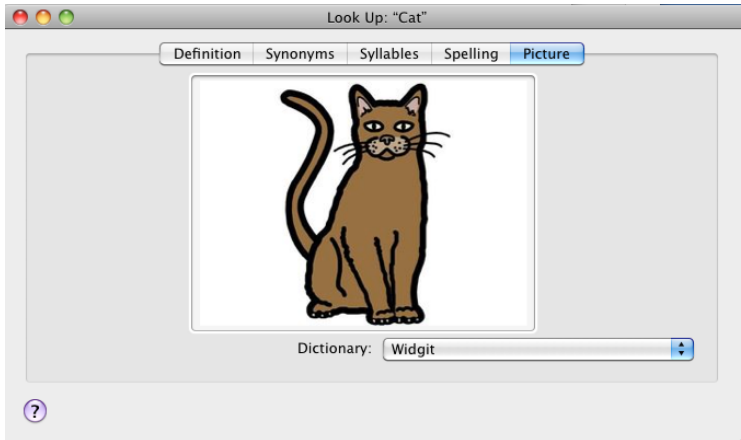 Look Up: “Cat”
Definition Synonyms Syllables Spelling Picture
Dictionary: Widgit
?